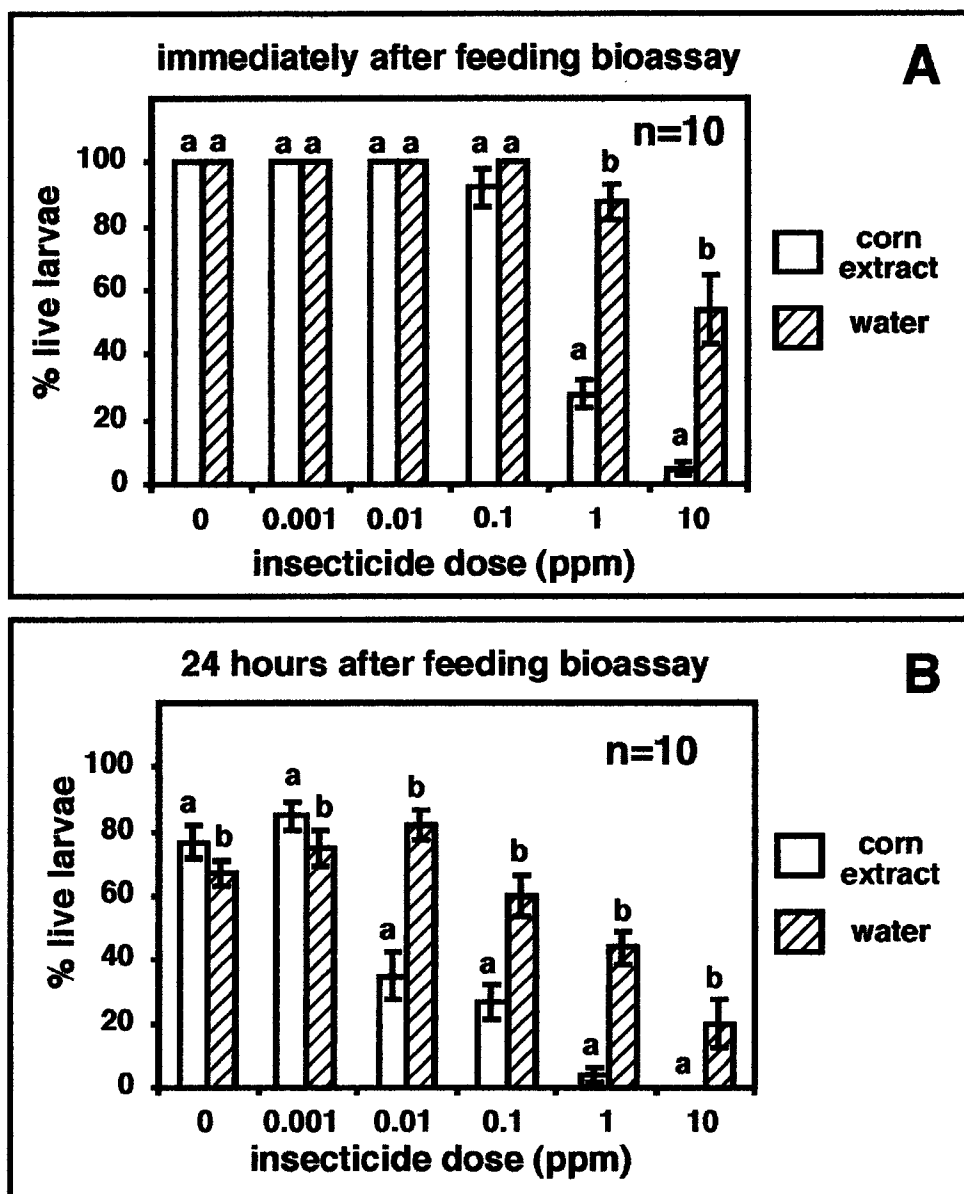 immediately after feeding bioassay
A
n=10
a a a a a a a a a b a b
100
80
60
40
20
0
% live larvae
0 0.001 0.01 0.1 1 10
insecticide dose (ppm)
corn
extract
water
24 hours after feeding bioassay
B
n=10
a b a b a b a b a b a b
100
80
60
40
20
0
% live larvae
0 0.001 0.01 0.1 1 10
insecticide dose (ppm)
corn
extract
water